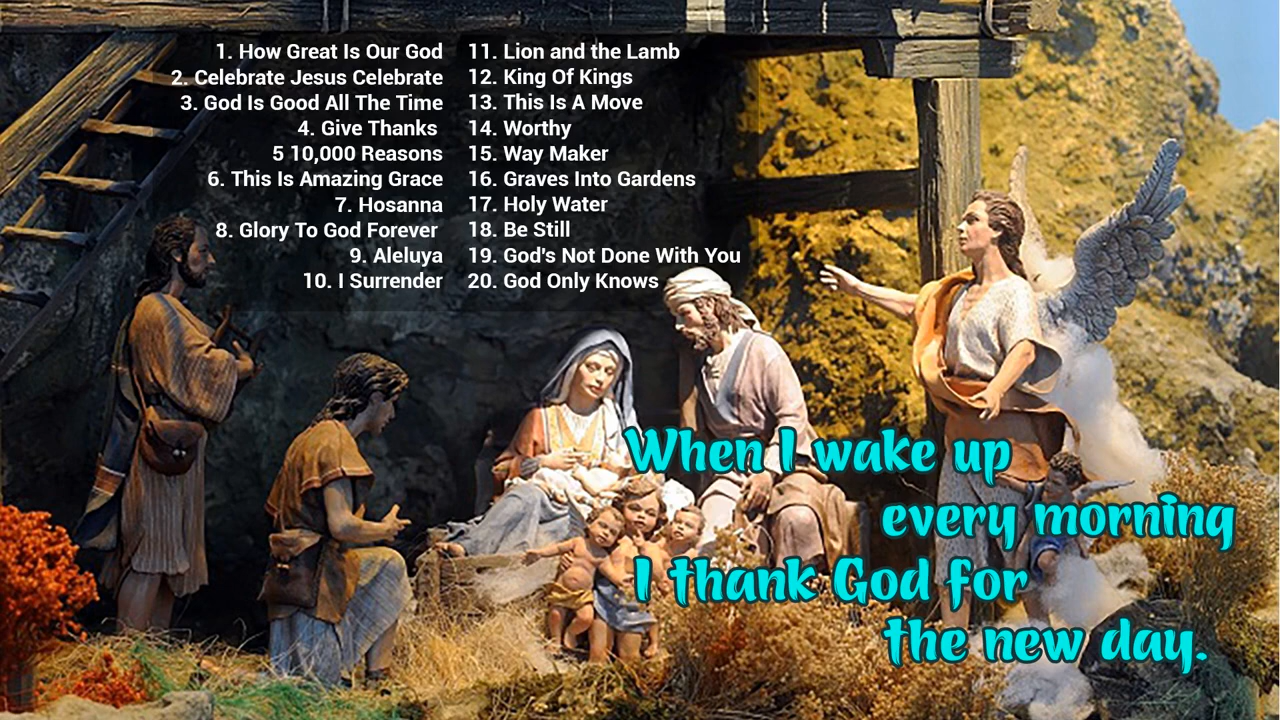 1. How Great Is Our God
2. Celebrate Jesus Celebrate
3. God Is Good All The Time
4. Give Thanks
5 10,000 Reasons
6. This Is Amazing Grace
7. Hosanna
8. Glory To God Forever
9. Aleluya
10. I Surrender
11. Lion and the Lamb
12. King Of Kings
13. This Is A Move
14. Worthy
15. Way Maker
16. Graves Into Gardens
17. Holy Water
18. Be Still
19. God's Not Done With You
20. God Only Knows
When I wake up
every morning
I thank God for
the new day.